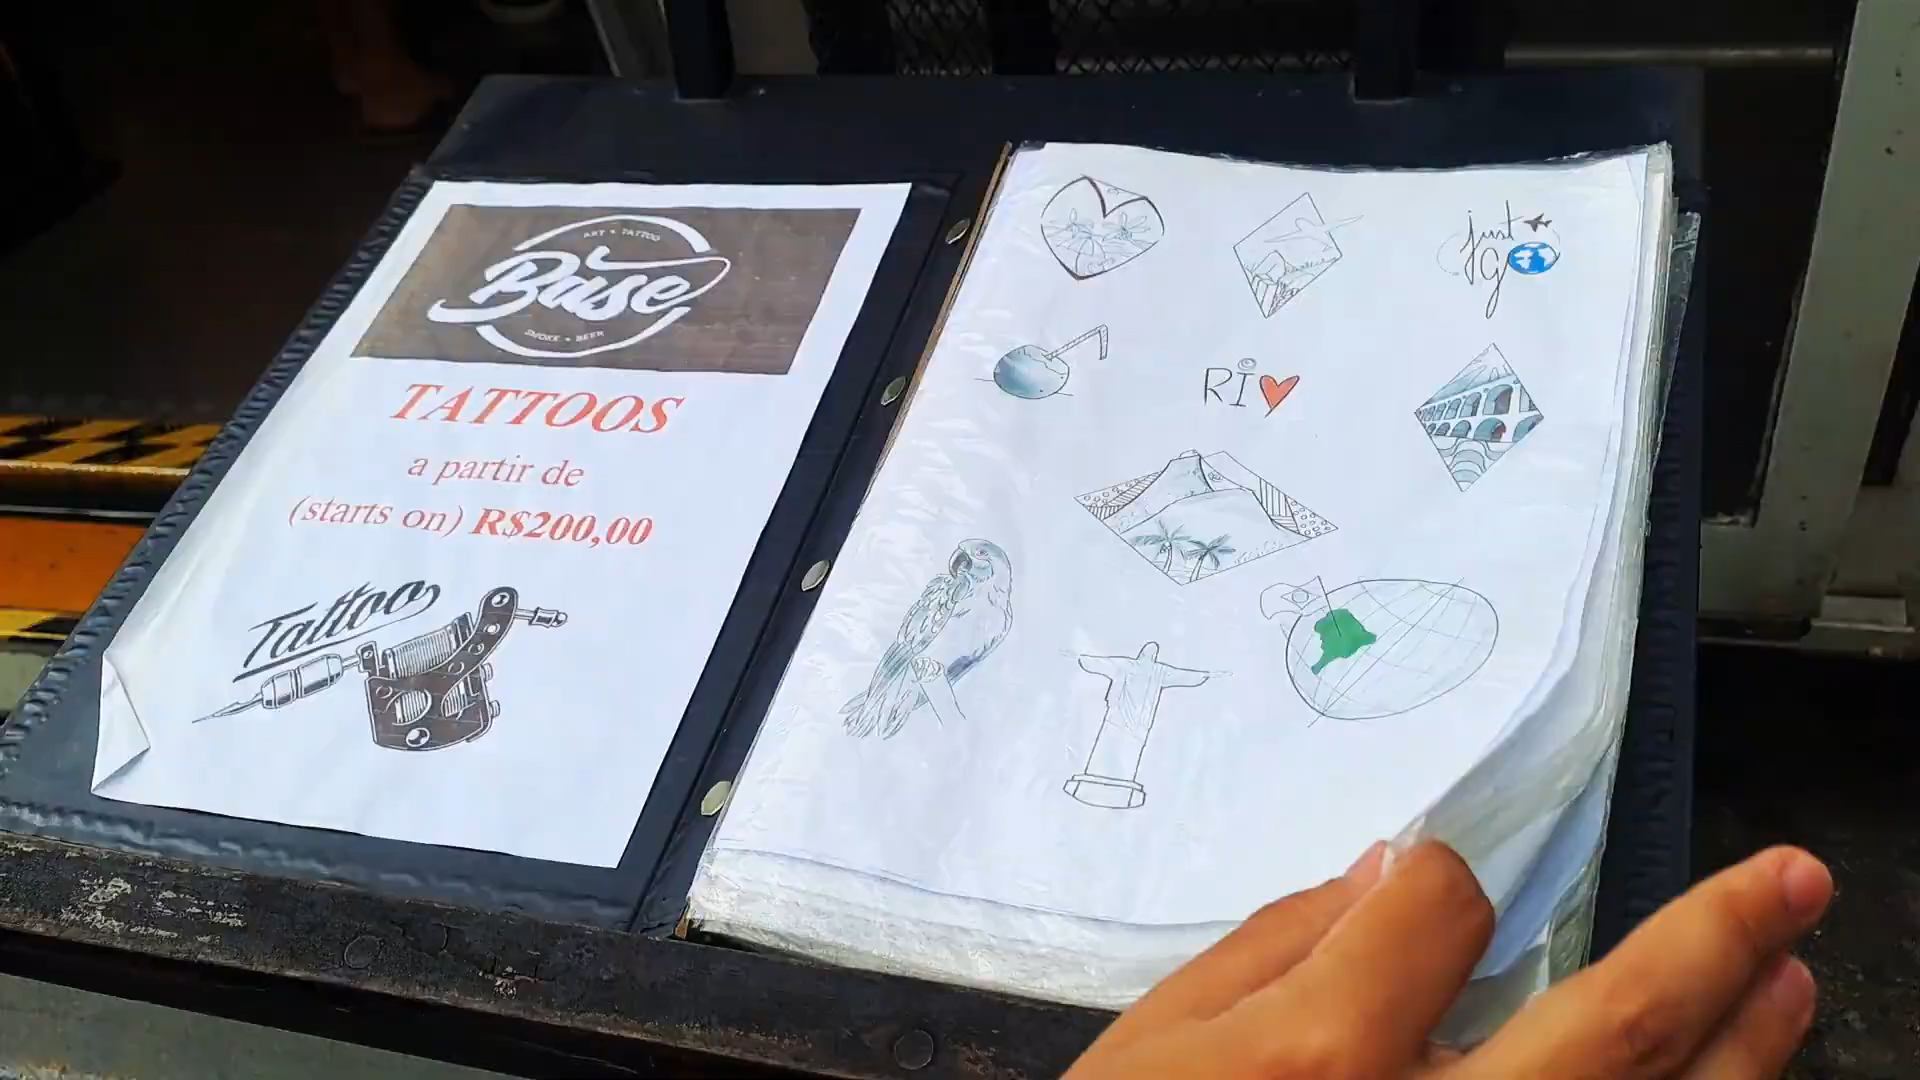 ART • TATTOO
Base
SMOKE • BEER
TATTOOS
a partir de
(starts on) R$200,00
Tattoo
just
go
Ri